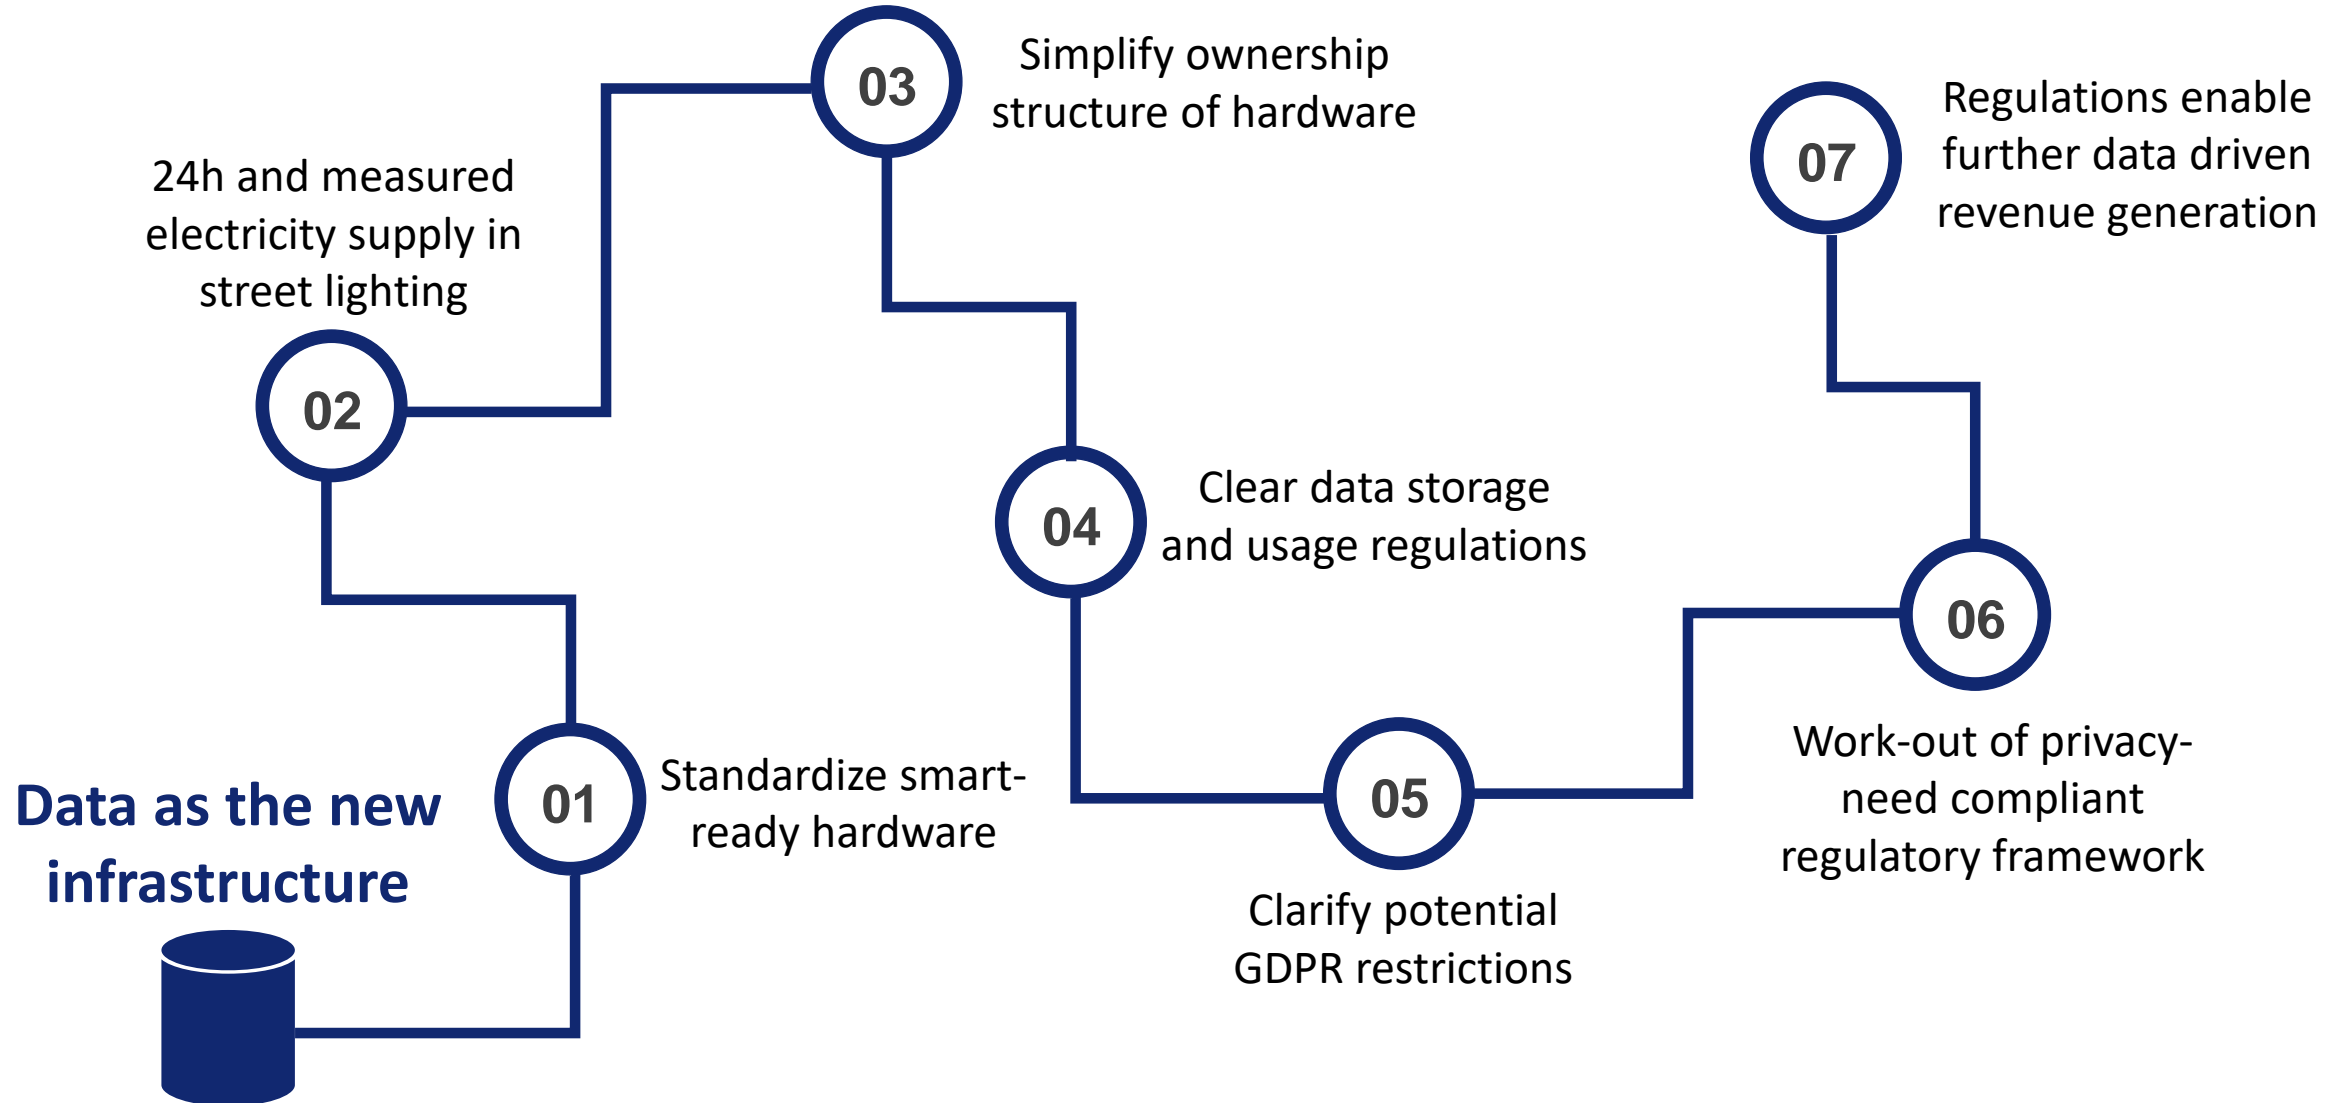 Data as the new
infrastructure
01
Standardize smart-
ready hardware
24h and measured
electricity supply in
street lighting
02
03
Simplify ownership
structure of hardware
04
Clear data storage
and usage regulations
05
Clarify potential
GDPR restrictions
06
Work-out of privacy-
need compliant
regulatory framework
07
Regulations enable
further data driven
revenue generation